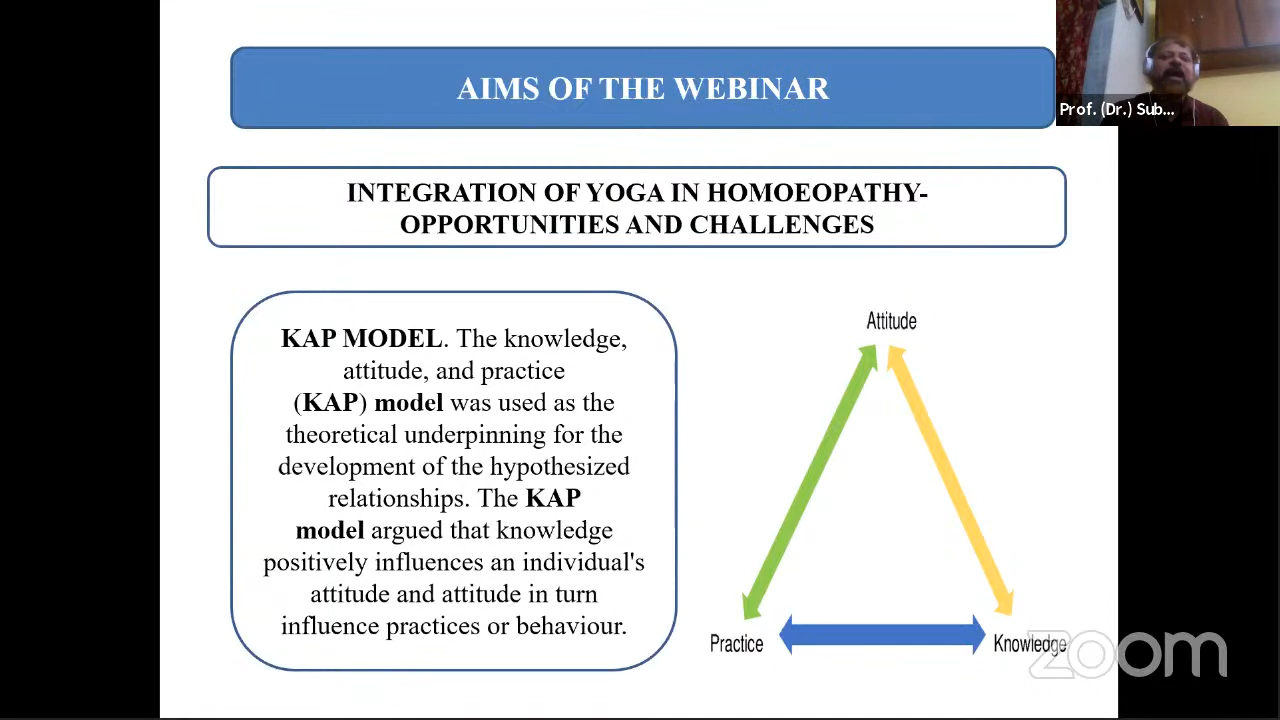 AIMS OF THE WEBINAR
Prof. (Dr.) Sub...
INTEGRATION OF YOGA IN HOMOEOPATHY-
OPPORTUNITIES AND CHALLENGES
KAP MODEL. The knowledge,
attitude, and practice
(KAP) model was used as the
theoretical underpinning for the
development of the hypothesized
relationships. The KAP
model argued that knowledge
positively influences an individual's
attitude and attitude in turn
influence practices or behaviour.
Attitude
Practice
Knowledge
zoom